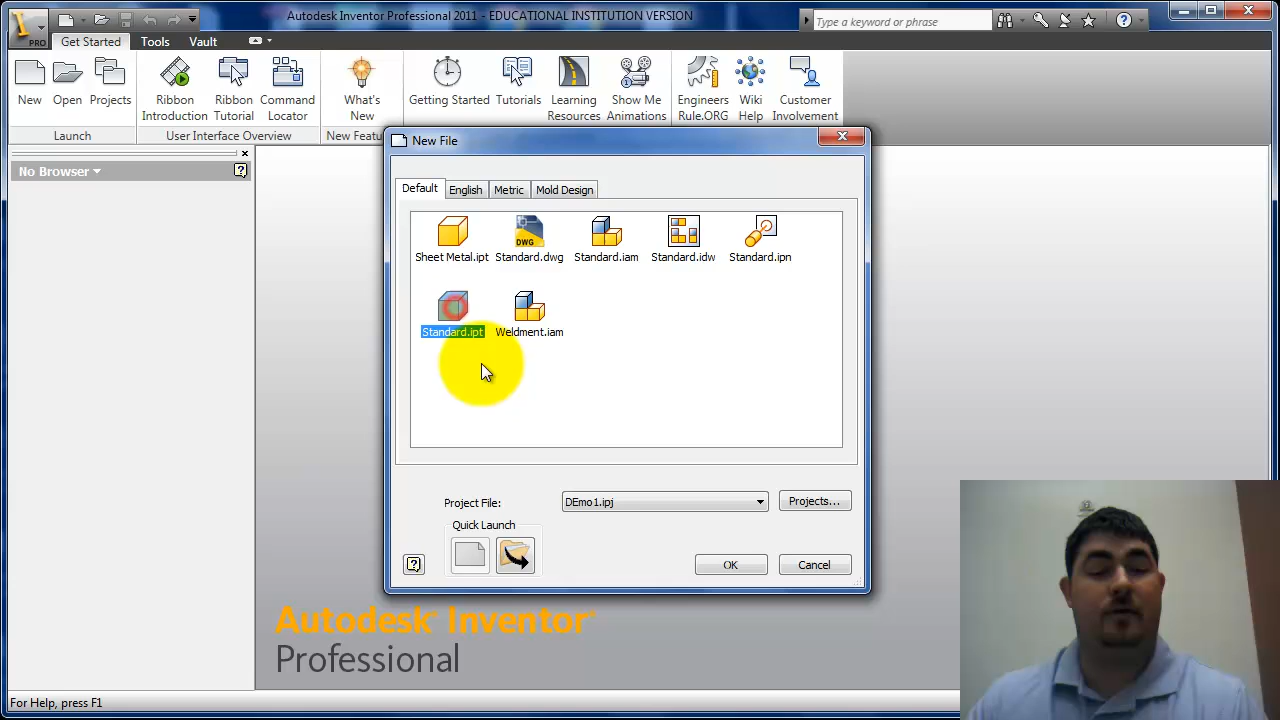 Autodesk Inventor Professional 2011 - EDUCATIONAL INSTITUTION VERSION
Type a keyword or phrase
PRO
Get Started Tools Vault
New Open Projects
Ribbon Introduction
Ribbon Tutorial
Command Locator
What's New
Getting Started Tutorials
Learning Resources
Show Me Animations
Engineers Rule.ORG
Wiki Help
Customer Involvement
Launch User Interface Overview New Featu
No Browser
New File
Default English Metric Mold Design
DWG
Sheet Metal.ipt Standard.dwg Standard.iam Standard.idw Standard.ipn
Standard.ipt Weldment.iam
Project File: DEmo1.ipj Projects...
Quick Launch
OK Cancel
Autodesk Inventor
Professional
For Help, press F1